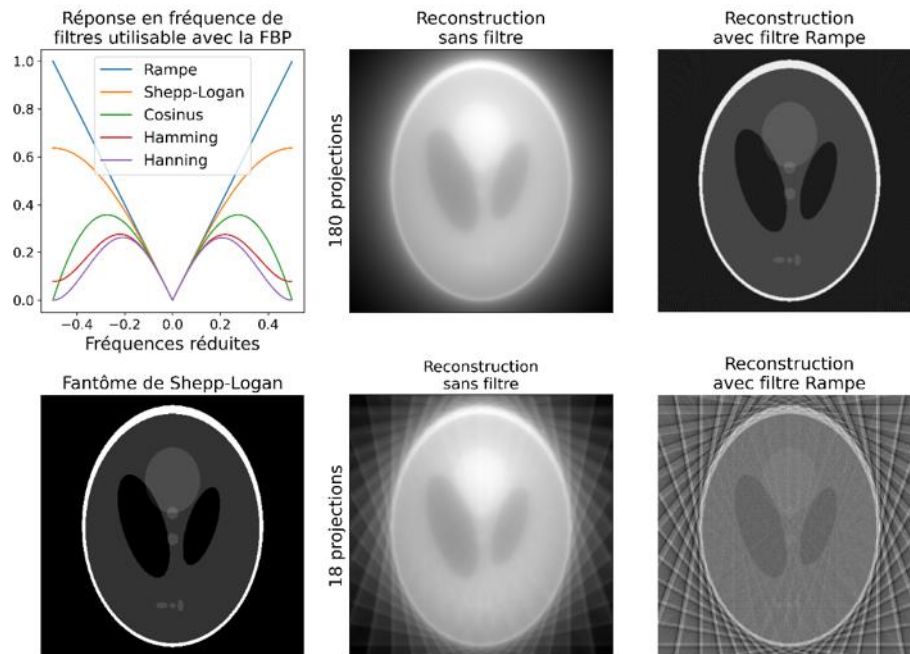 Réponse en fréquence de
filtres utilisable avec la FBP
1.0
0.8
0.6
0.4
0.2
0.0
Rampe
Shepp-Logan
Cosinus
Hamming
Hanning
−0.4 −0.2 0.0 0.2 0.4
Fréquences réduites
Reconstruction
sans filtre
180 projections
Reconstruction
avec filtre Rampe
Fantôme de Shepp-Logan
Reconstruction
sans filtre
18 projections
Reconstruction
avec filtre Rampe